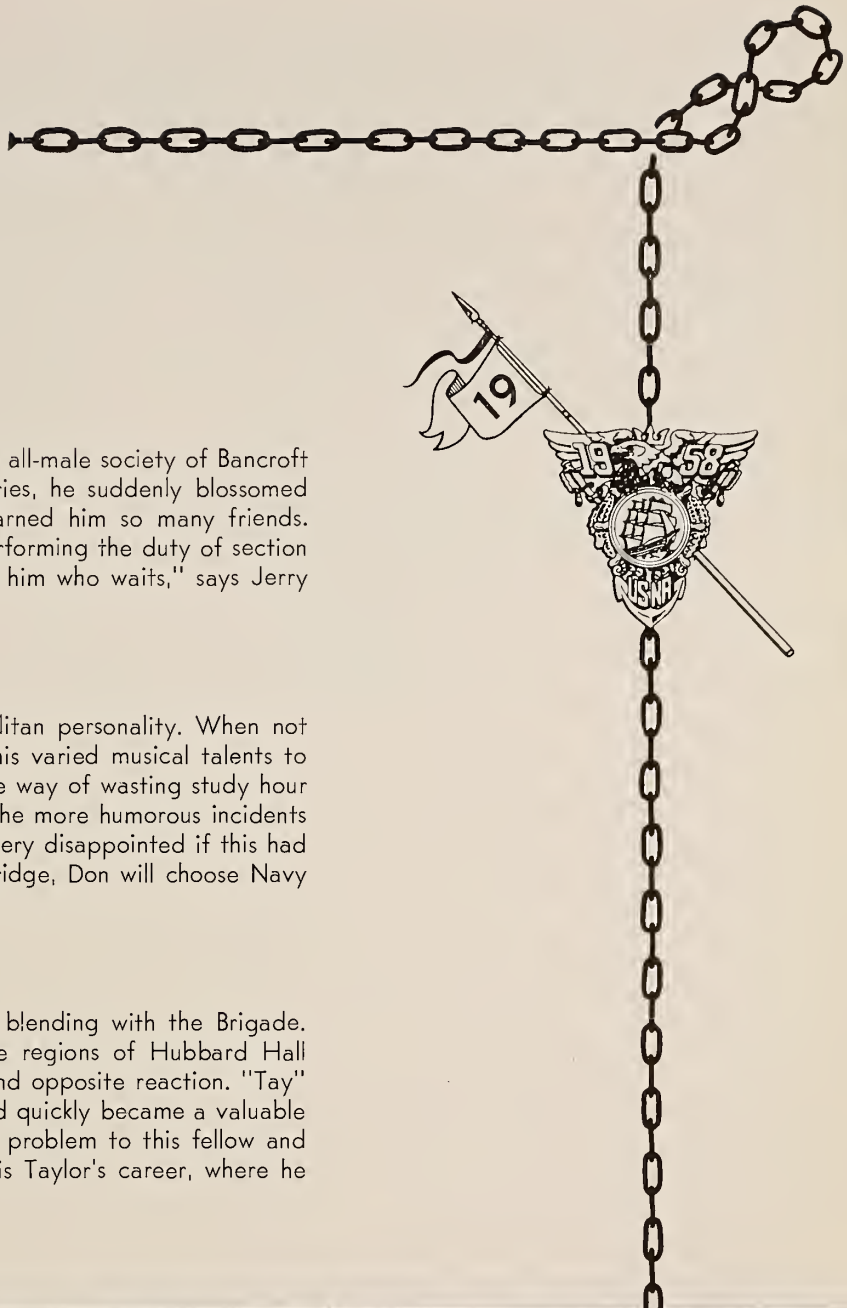 19
19 58
USNA
all-male society of Bancroft
ries, he suddenly blossomed
arned him so many friends.
rforming the duty of section
him who waits," says Jerry
litan personality. When not
his varied musical talents to
e way of wasting study hour
he more humorous incidents
ery disappointed if this had
ridge, Don will choose Navy
blending with the Brigade.
e regions of Hubbard Hall
nd opposite reaction. "Tay"
d quickly became a valuable
problem to this fellow and
is Taylor's career, where he